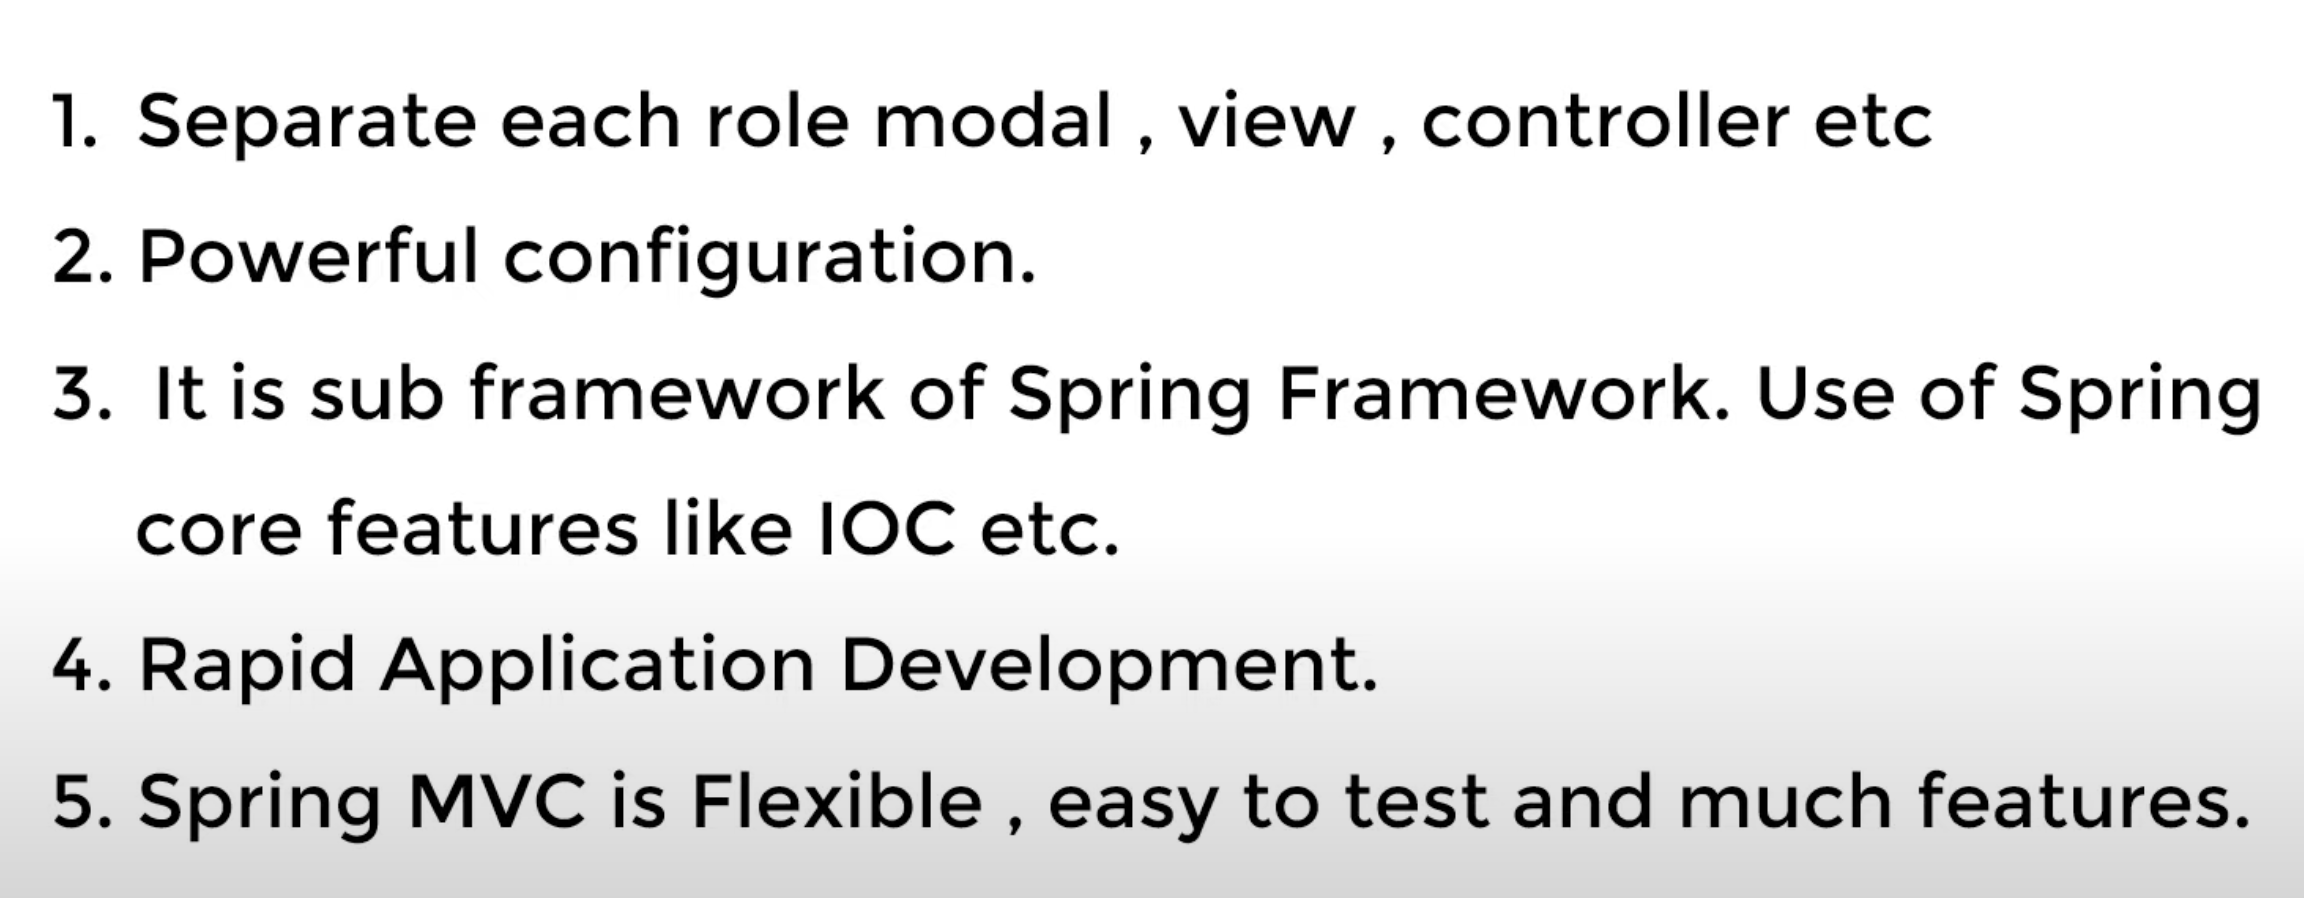 1. Separate each role modal , view , controller etc
2. Powerful configuration.
3. It is sub framework of Spring Framework. Use of Spring
core features like IOC etc.
4. Rapid Application Development.
5. Spring MVC is Flexible , easy to test and much features.